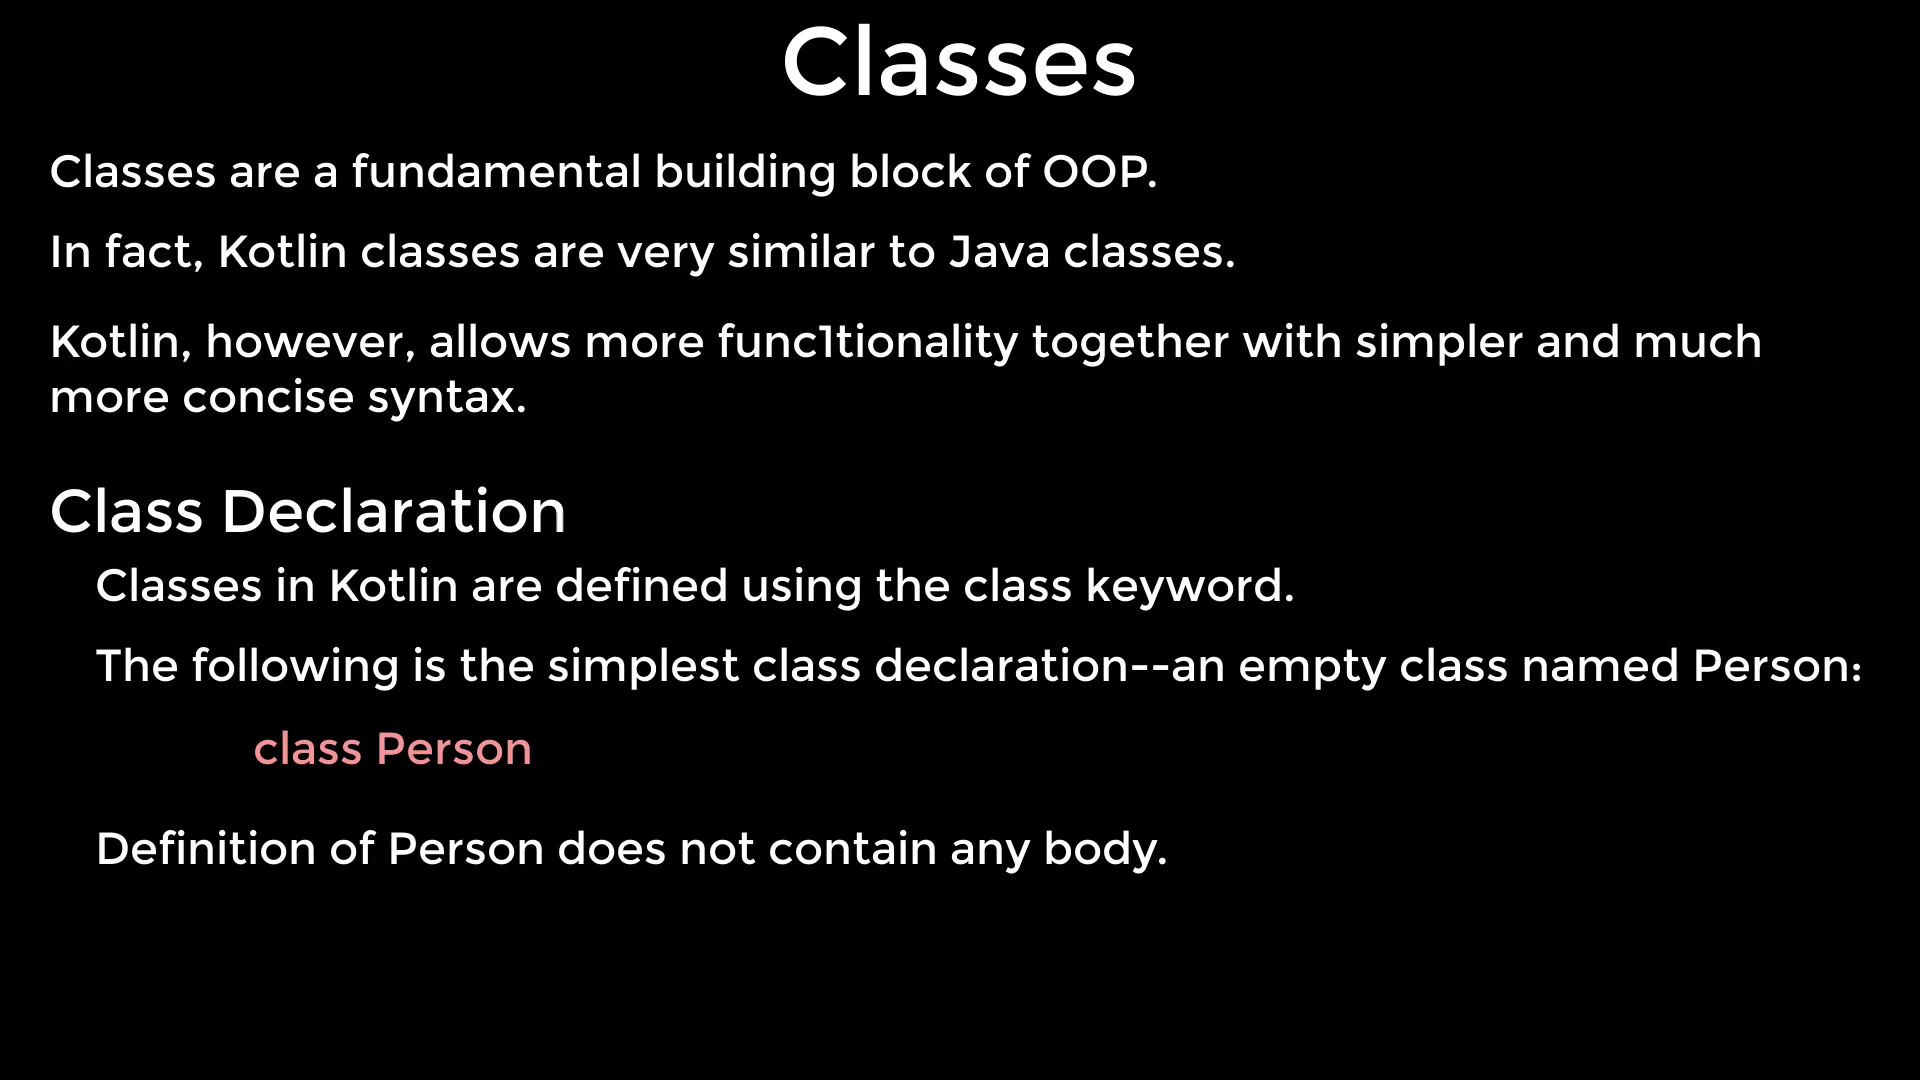 Classes
Classes are a fundamental building block of OOP.
In fact, Kotlin classes are very similar to Java classes.
Kotlin, however, allows more func1tionality together with simpler and much
more concise syntax.
Class Declaration
Classes in Kotlin are defined using the class keyword.
The following is the simplest class declaration--an empty class named Person:
class Person
Definition of Person does not contain any body.